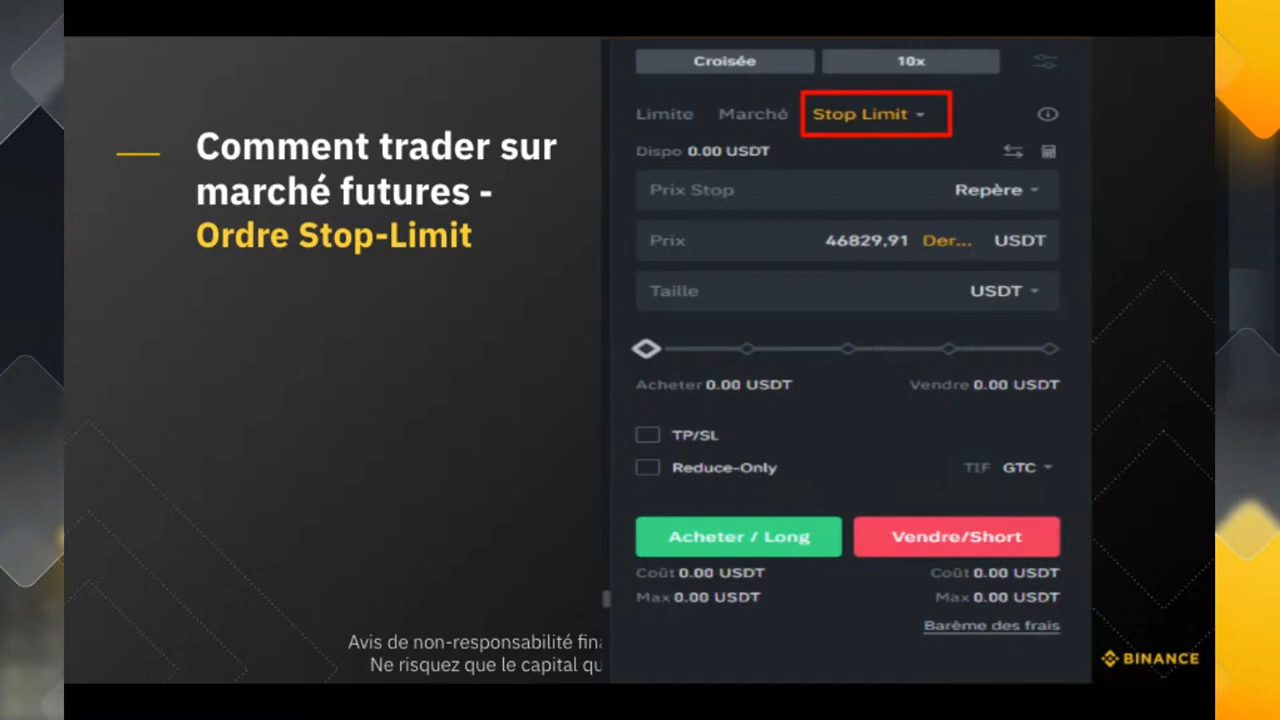 Comment trader sur
marché futures -
Ordre Stop-Limit
Croisée 10x
Limite Marché Stop Limit
Dispo 0.00 USDT
Prix Stop Repère
Prix 46829.91 Der... USDT
Taille USDT
Acheter 0.00 USDT Vendre 0.00 USDT
TP/SL
Reduce-Only TIF GTC
Acheter / Long Vendre/Short
Coût 0.00 USDT Coût 0.00 USDT
Max 0.00 USDT Max 0.00 USDT
Barème des frais
Avis de non-responsabilité
Ne risquez que le capital
BINANCE